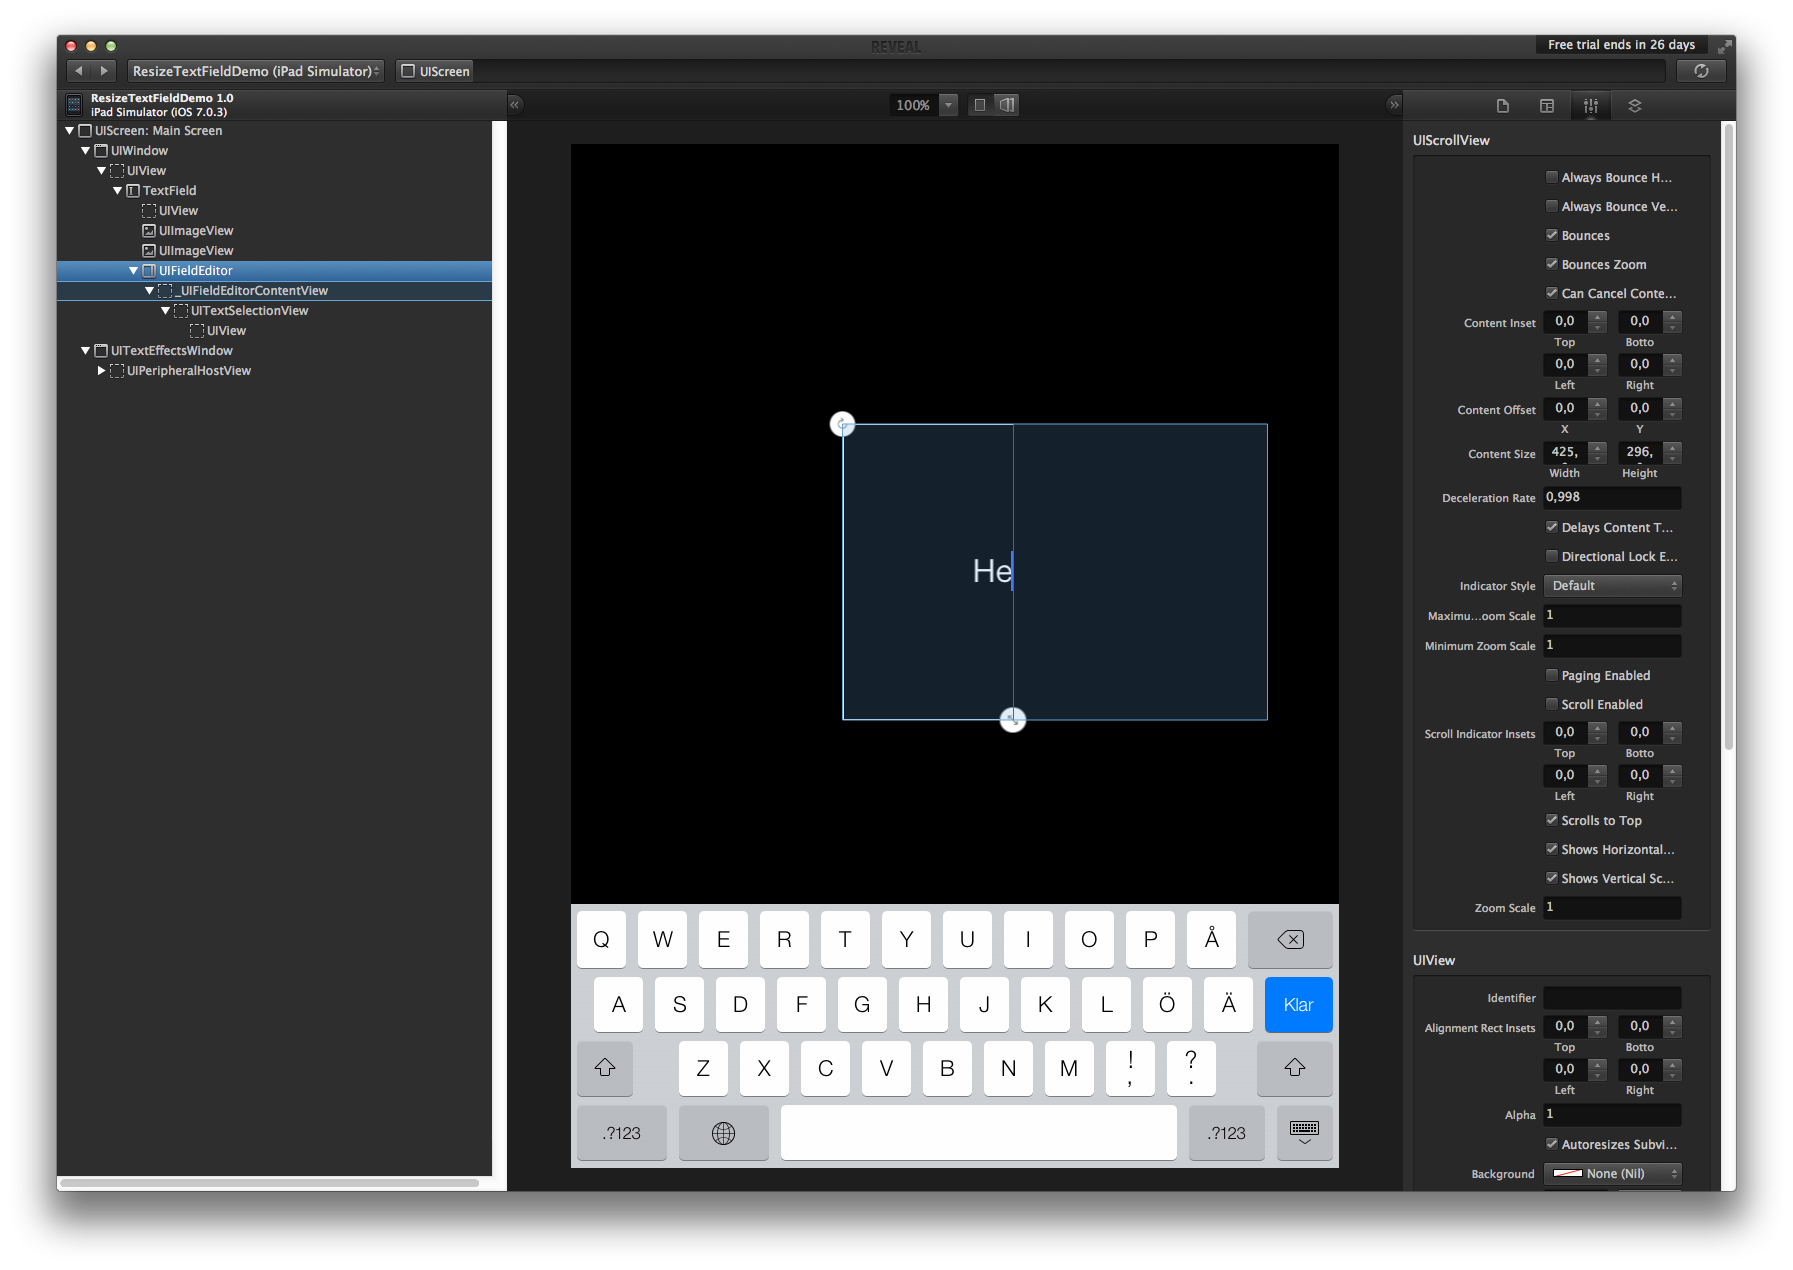 REVEAL
Free trial ends in 26 days
ResizeTextFieldDemo (iPad Simulator)
UIScreen
ResizeTextFieldDemo 1.0
iPad Simulator (iOS 7.0.3)
100%
UIScreen: Main Screen
UIWindow
UIView
TextField
UIView
UIImageView
UIImageView
UIFieldEditor
_UIFieldEditorContentView
UITextSelectionView
UIView
UITextEffectsWindow
UIPeripheralHostView
He
Q W E R T Y U I O P Å
A S D F G H J K L Ö Ä Klar
Z X C V B N M ! , ? .
.?123 .?123
UIScrollView
Always Bounce H...
Always Bounce Ve...
Bounces
Bounces Zoom
Can Cancel Conte...
Content Inset 0,0 0,0
Top Botto
0,0 0,0
Left Right
Content Offset 0,0 0,0
X Y
Content Size 425, 296,
Width Height
Deceleration Rate 0,998
Delays Content T...
Directional Lock E...
Indicator Style Default
Maximu...oom Scale 1
Minimum Zoom Scale 1
Paging Enabled
Scroll Enabled
Scroll Indicator Insets 0,0 0,0
Top Botto
0,0 0,0
Left Right
Scrolls to Top
Shows Horizontal...
Shows Vertical Sc...
Zoom Scale 1
UIView
Identifier
Alignment Rect Insets 0,0 0,0
Top Botto
0,0 0,0
Left Right
Alpha 1
Autoresizes Subvi...
Background None (Nil)